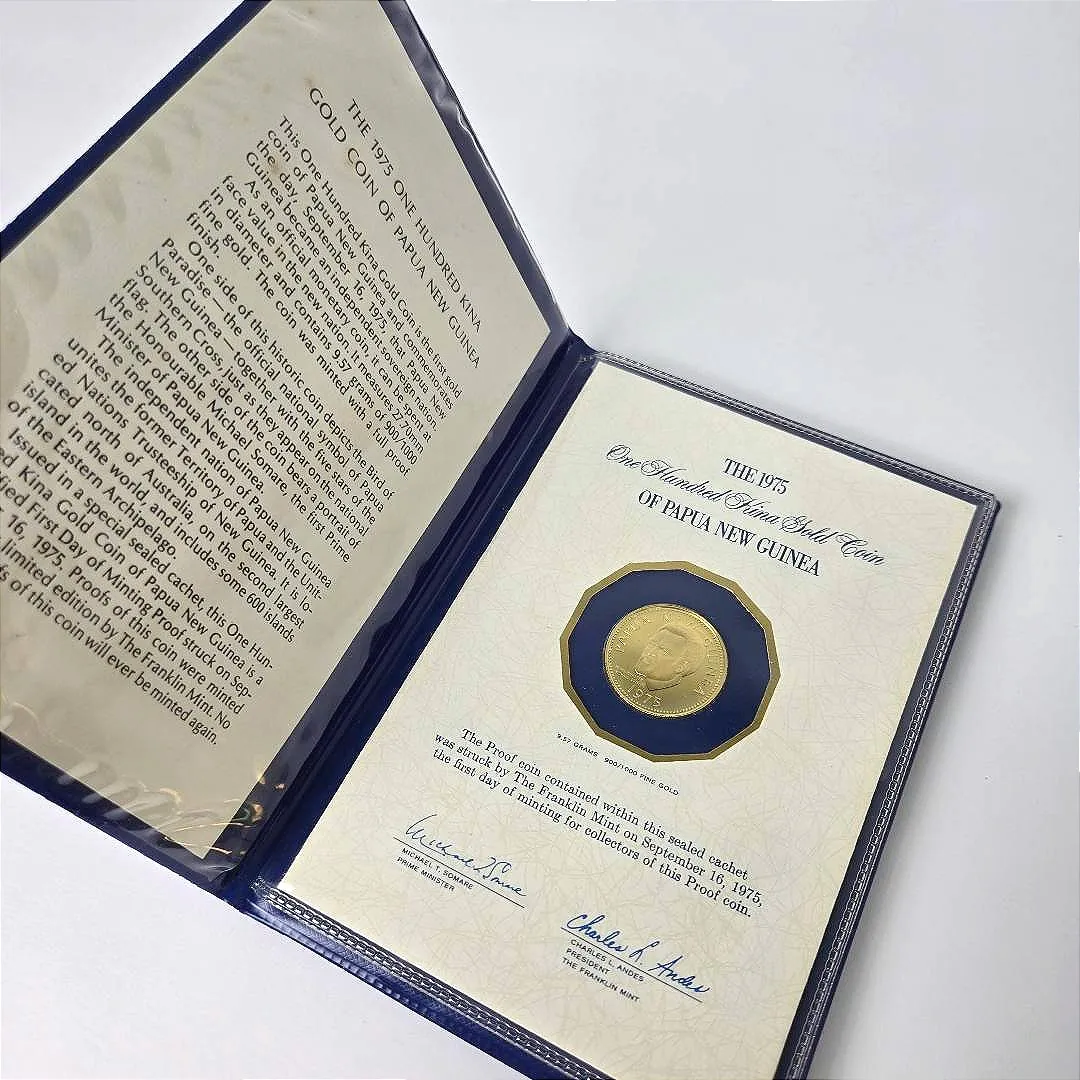 THE 1975 ONE HUNDRED KINA
GOLD COIN OF PAPUA NEW GUINEA
This One Hundred Kina Gold Coin is the first gold
coin of Papua New Guinea and commemorates
the day, September 16, 1975, that Papua New
Guinea became an independent sovereign nation.
As an official monetary coin, it can be spent at
face value in the new nation. It measures 27.70mm
in diameter, and contains 9.57 grams of 900/1000
fine gold. The coin was minted with a full proof
finish.
One side of this historic coin depicts the Bird of
Paradise—the official national symbol of Papua
New Guinea—together with the five stars of the
Southern Cross, just as they appear on the national
flag. The other side of the coin bears a portrait of
the Honourable Michael Somare, the first Prime
Minister of Papua New Guinea.
The independent nation of Papua New Guinea
unites the former Territory of Papua and the Unit-
ed Nations Trusteeship of New Guinea. It is lo-
cated north of Australia, on the second largest
island in the world, and includes some 600 islands
of the Eastern Archipelago.
Issued in a special sealed cachet, this One Hun-
d Kina Gold Coin of Papua New Guinea is a
ied First Day of Minting Proof struck on Sep-
16, 1975. Proofs of this coin were minted
limited edition by The Franklin Mint. No
fs of this coin will ever be minted again.
THE 1975
One Hundred Kina Gold Coin
OF PAPUA NEW GUINEA
PAPUA NEW GUINEA
1975
9.57 GRAMS 900/1000 FINE GOLD
The Proof coin contained within this sealed cachet
was struck by The Franklin Mint on September 16, 1975,
the first day of minting for collectors of this Proof coin.
Michael T Somare
MICHAEL T. SOMARE
PRIME MINISTER
Charles L. Andes
CHARLES L. ANDES
PRESIDENT
THE FRANKLIN MINT